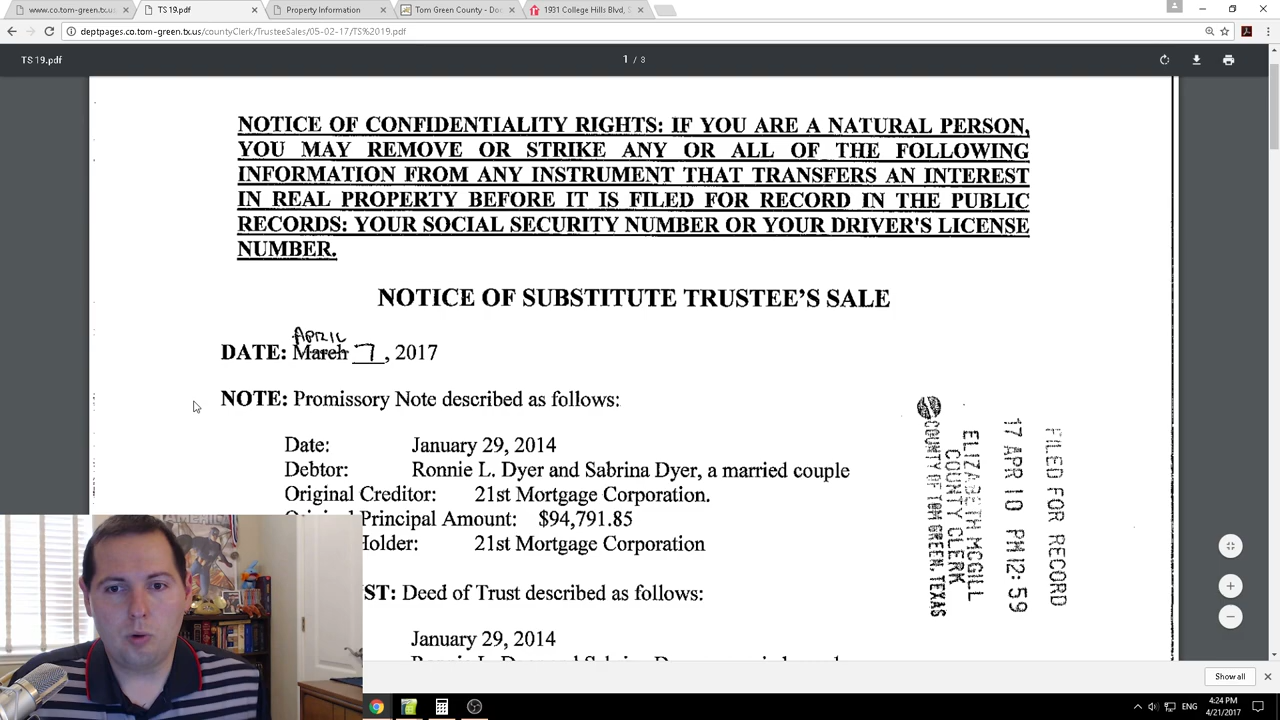 www.co.tom-green.tx.us/
TS 19.pdf
Property Information
Tom Green County - Do
1931 College Hills Blvd, S
deptpages.co.tom-green.tx.us/countyClerk/TrusteeSales/05-02-17/TS%2019.pdf
TS 19.pdf
1 / 3
NOTICE OF CONFIDENTIALITY RIGHTS: IF YOU ARE A NATURAL PERSON,
YOU MAY REMOVE OR STRIKE ANY OR ALL OF THE FOLLOWING
INFORMATION FROM ANY INSTRUMENT THAT TRANSFERS AN INTEREST
IN REAL PROPERTY BEFORE IT IS FILED FOR RECORD IN THE PUBLIC
RECORDS: YOUR SOCIAL SECURITY NUMBER OR YOUR DRIVER'S LICENSE
NUMBER.
NOTICE OF SUBSTITUTE TRUSTEE'S SALE
APRIL
DATE: March 7, 2017
NOTE: Promissory Note described as follows:
Date: January 29, 2014
Debtor: Ronnie L. Dyer and Sabrina Dyer, a married couple
Original Creditor: 21st Mortgage Corporation.
Principal Amount: $94,791.85
Holder: 21st Mortgage Corporation
ST: Deed of Trust described as follows:
January 29, 2014
FILED FOR RECORD
17 APR 10 PM 12:59
ELIZABETH MCGILL
COUNTY CLERK
COUNTY OF TOM GREEN, TEXAS
Show all
ENG
4:24 PM
4/21/2017